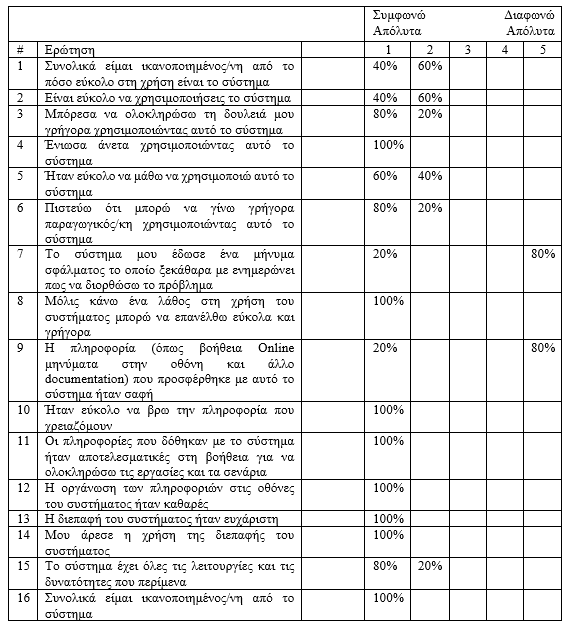 Συμφωνώ Διαφωνώ
Απόλυτα Απόλυτα
# Ερώτηση 1 2 3 4 5
1 Συνολικά είμαι ικανοποιημένος/νη από το 40% 60%
πόσο εύκολο στη χρήση είναι το σύστημα
2 Είναι εύκολο να χρησιμοποιήσεις το σύστημα 40% 60%
3 Μπόρεσα να ολοκληρώσω τη δουλειά μου 80% 20%
γρήγορα χρησιμοποιώντας αυτό το σύστημα
4 Ένιωσα άνετα χρησιμοποιώντας αυτό το 100%
σύστημα
5 Ήταν εύκολο να μάθω να χρησιμοποιώ αυτό το 60% 40%
σύστημα
6 Πιστεύω ότι μπορώ να γίνω γρήγορα 80% 20%
παραγωγικός/κη χρησιμοποιώντας αυτό το
σύστημα
7 Το σύστημα μου έδωσε ένα μήνυμα 20% 80%
σφάλματος το οποίο ξεκάθαρα με ενημερώνει
πως να διορθώσω το πρόβλημα
8 Μόλις κάνω ένα λάθος στη χρήση του 100%
συστήματος μπορώ να επανέλθω εύκολα και
γρήγορα
9 Η πληροφορία (όπως βοήθεια Online 20% 80%
μηνύματα στην οθόνη και άλλο
documentation) που προσφέρθηκε με αυτό το
σύστημα ήταν σαφή
10 Ήταν εύκολο να βρω την πληροφορία που 100%
χρειαζόμουν
11 Οι πληροφορίες που δόθηκαν με το σύστημα 100%
ήταν αποτελεσματικές στη βοήθεια για να
ολοκληρώσω τις εργασίες και τα σενάρια
12 Η οργάνωση των πληροφοριών στις οθόνες 100%
του συστήματος ήταν καθαρές
13 Η διεπαφή του συστήματος ήταν ευχάριστη 100%
14 Μου άρεσε η χρήση της διεπαφής του 100%
συστήματος
15 Το σύστημα έχει όλες τις λειτουργίες και τις 80% 20%
δυνατότητες που περίμενα
16 Συνολικά είμαι ικανοποιημένος/νη από το 100%
σύστημα